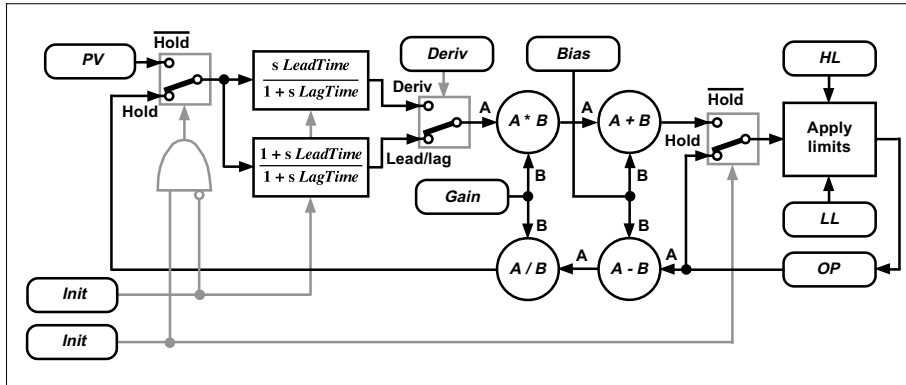 Hold
PV
Hold
s LeadTime
1 + s LagTime
1 + s LeadTime
1 + s LagTime
Deriv
Deriv
Lead/lag
Bias
Gain
A
A * B
B
A
A + B
B
Hold
Hold
HL
Apply
limits
LL
OP
B
A / B
A
B
A - B
A
Init
Init